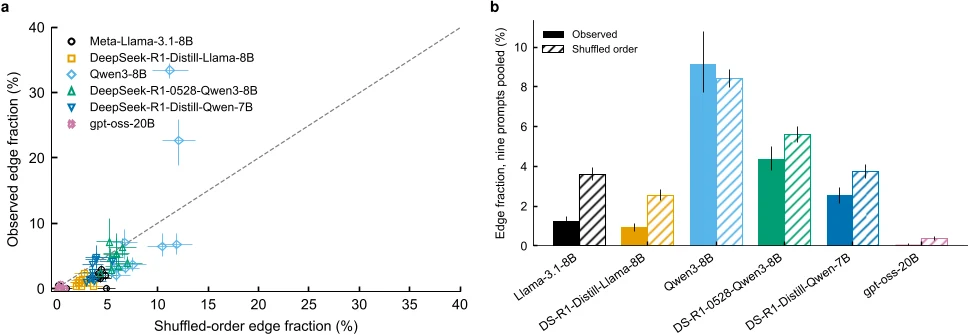 a
40
30
20
10
0
Observed edge fraction (%)
Meta-Llama-3.1-8B
DeepSeek-R1-Distill-Llama-8B
Qwen3-8B
DeepSeek-R1-0528-Qwen3-8B
DeepSeek-R1-Distill-Qwen-7B
gpt-oss-20B
0 5 10 15 20 25 30 35 40
Shuffled-order edge fraction (%)
b
Edge fraction, nine prompts pooled (%)
10
8
6
4
2
0
Observed
Shuffled order
Llama-3.1-8B
DS-R1-Distill-Llama-8B
Qwen3-8B
DS-R1-0528-Qwen3-8B
DS-R1-Distill-Qwen-7B
gpt-oss-20B